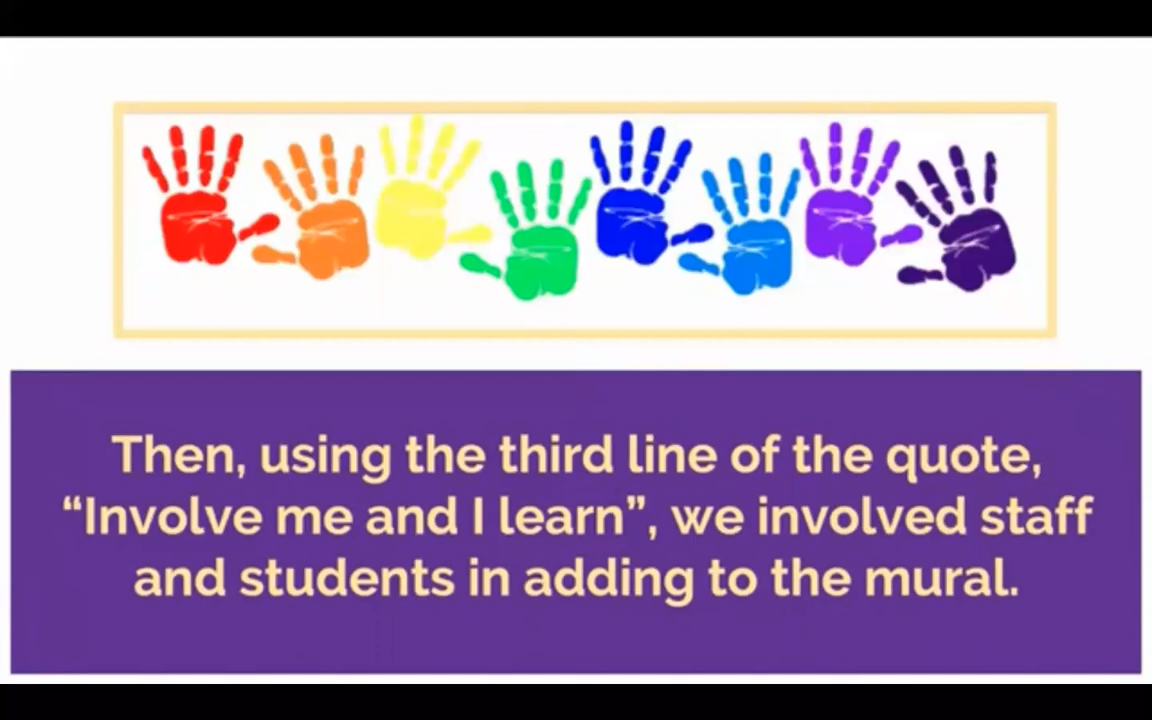 Then, using the third line of the quote,
“Involve me and I learn”, we involved staff
and students in adding to the mural.